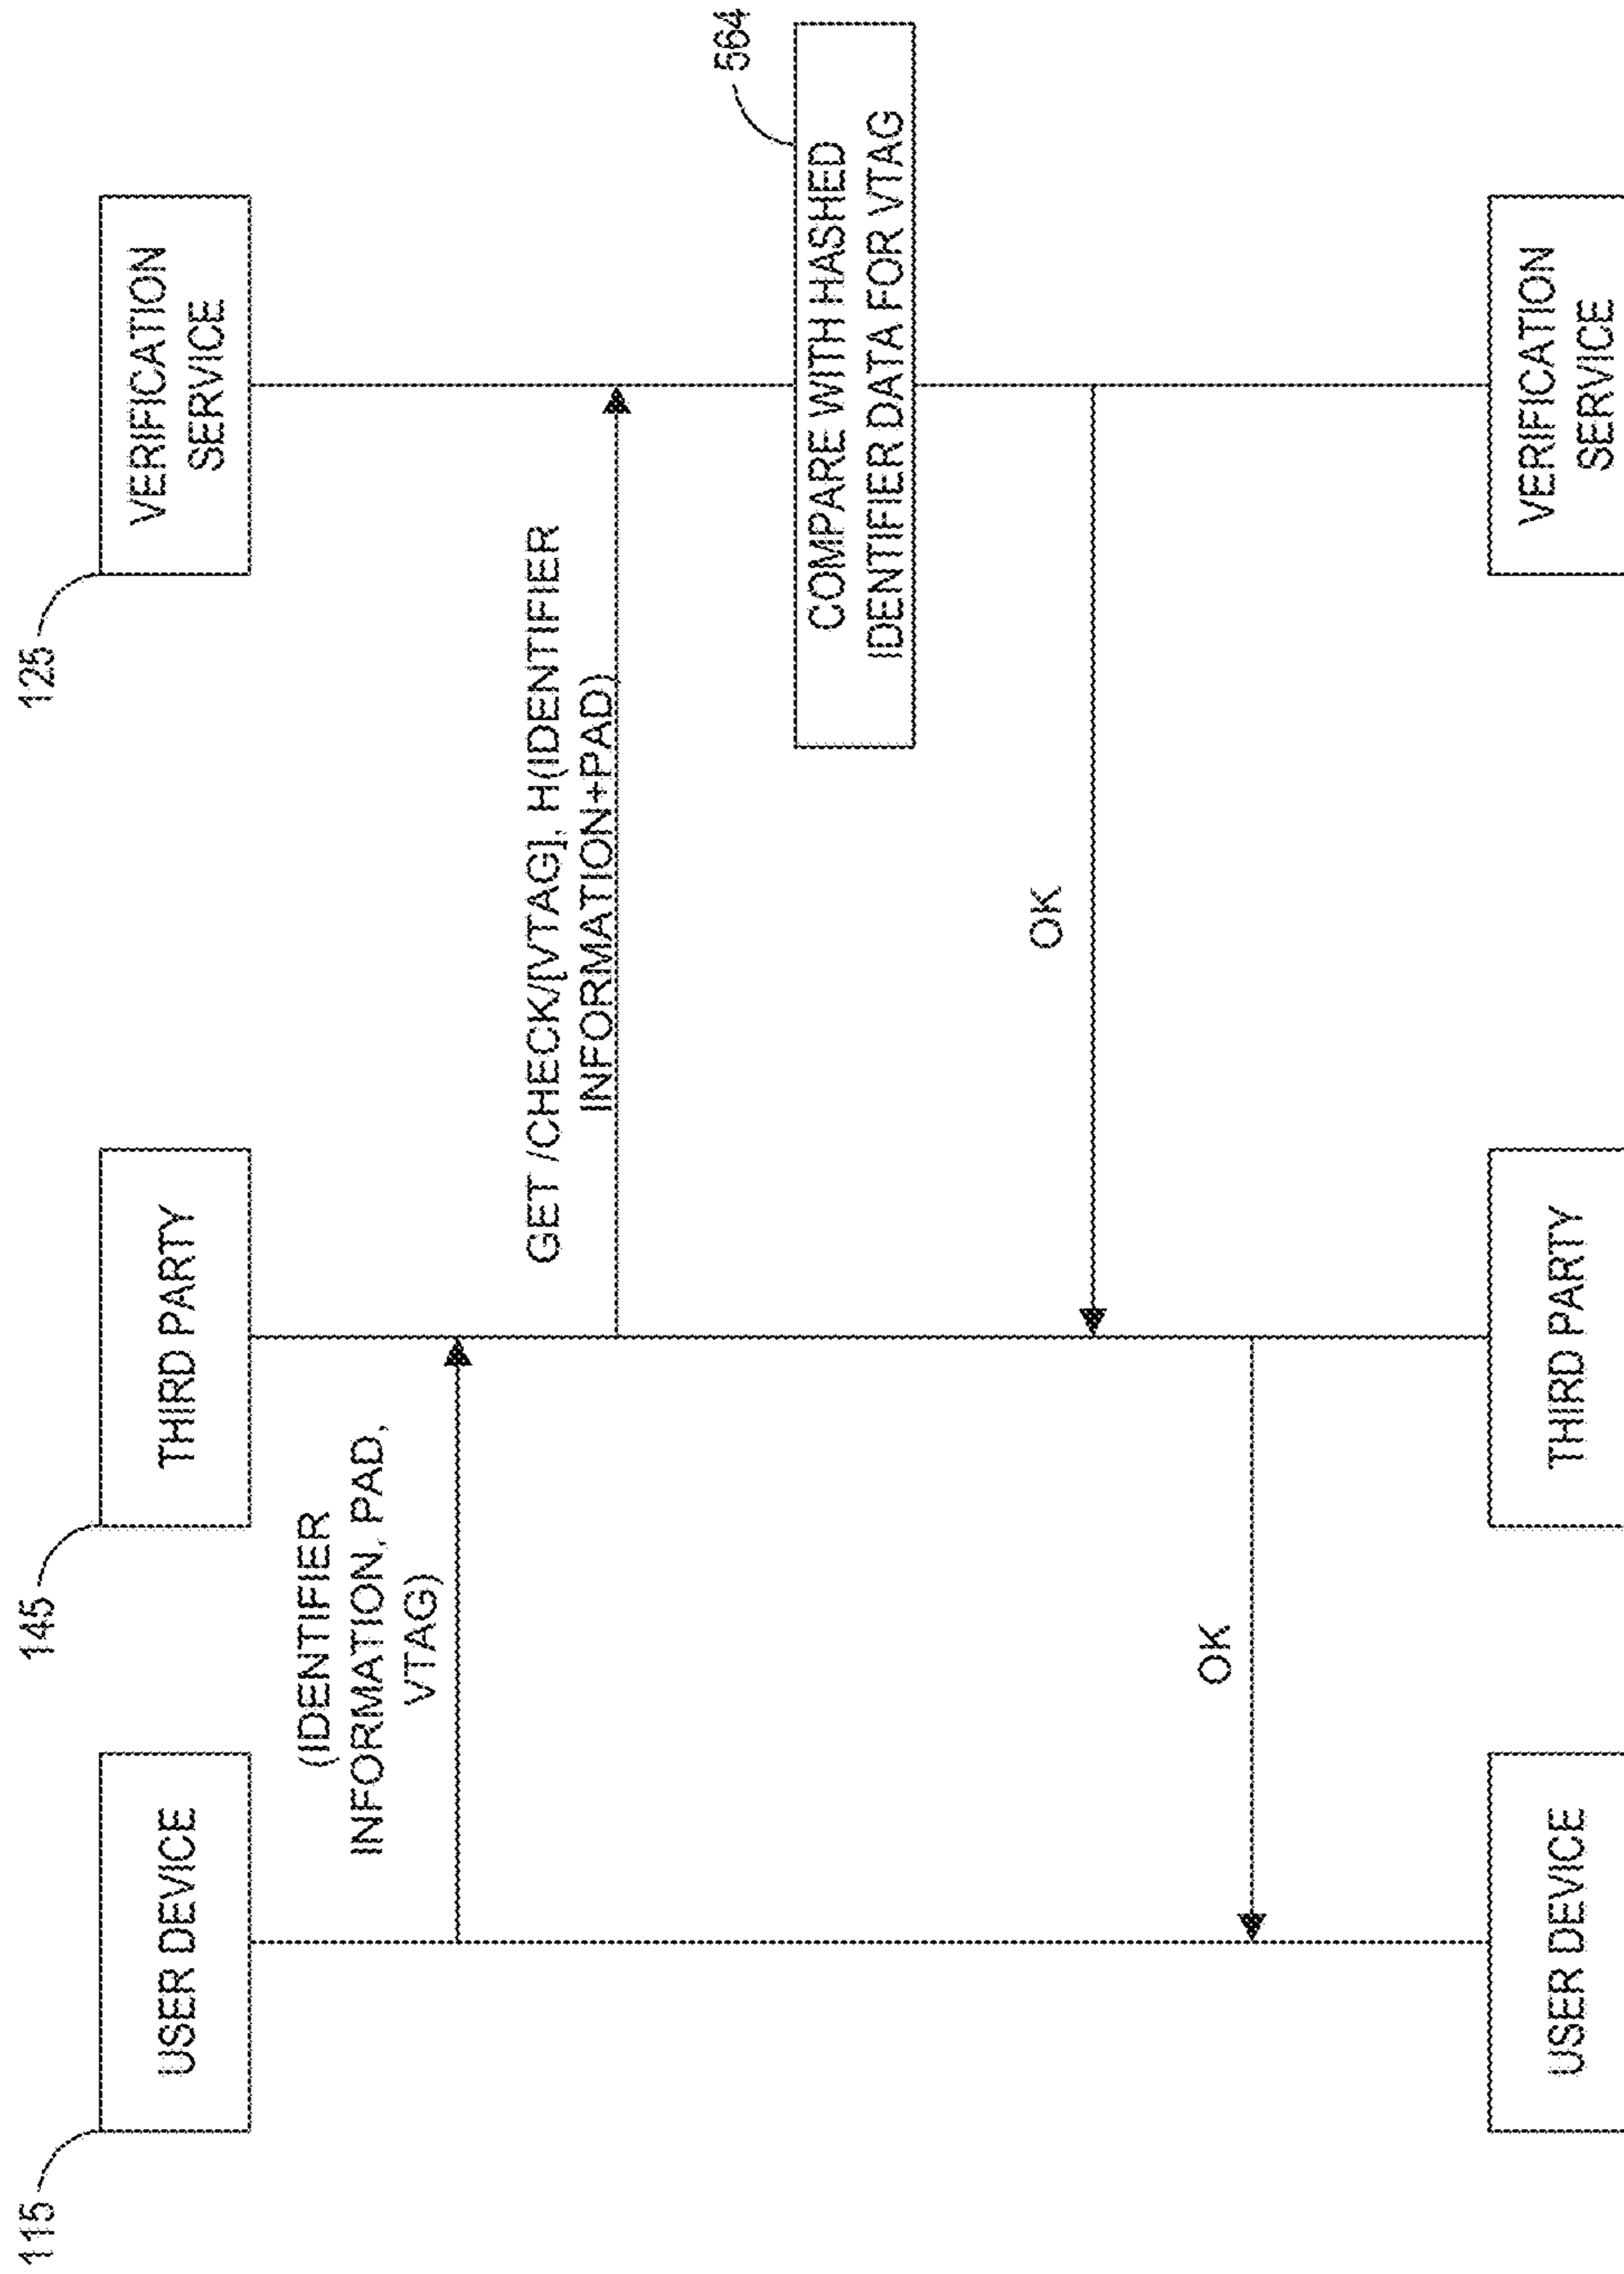 115
USER DEVICE
145
THIRD PARTY
125
VERIFICATION
SERVICE
(IDENTIFIER
INFORMATION, PAD,
VTAG)
GET /CHECK/[VTAG], H(IDENTIFIER
INFORMATION+PAD)
564
COMPARE WITH HASHED
IDENTIFIER DATA FOR VTAG
OK
OK
USER DEVICE
THIRD PARTY
VERIFICATION
SERVICE